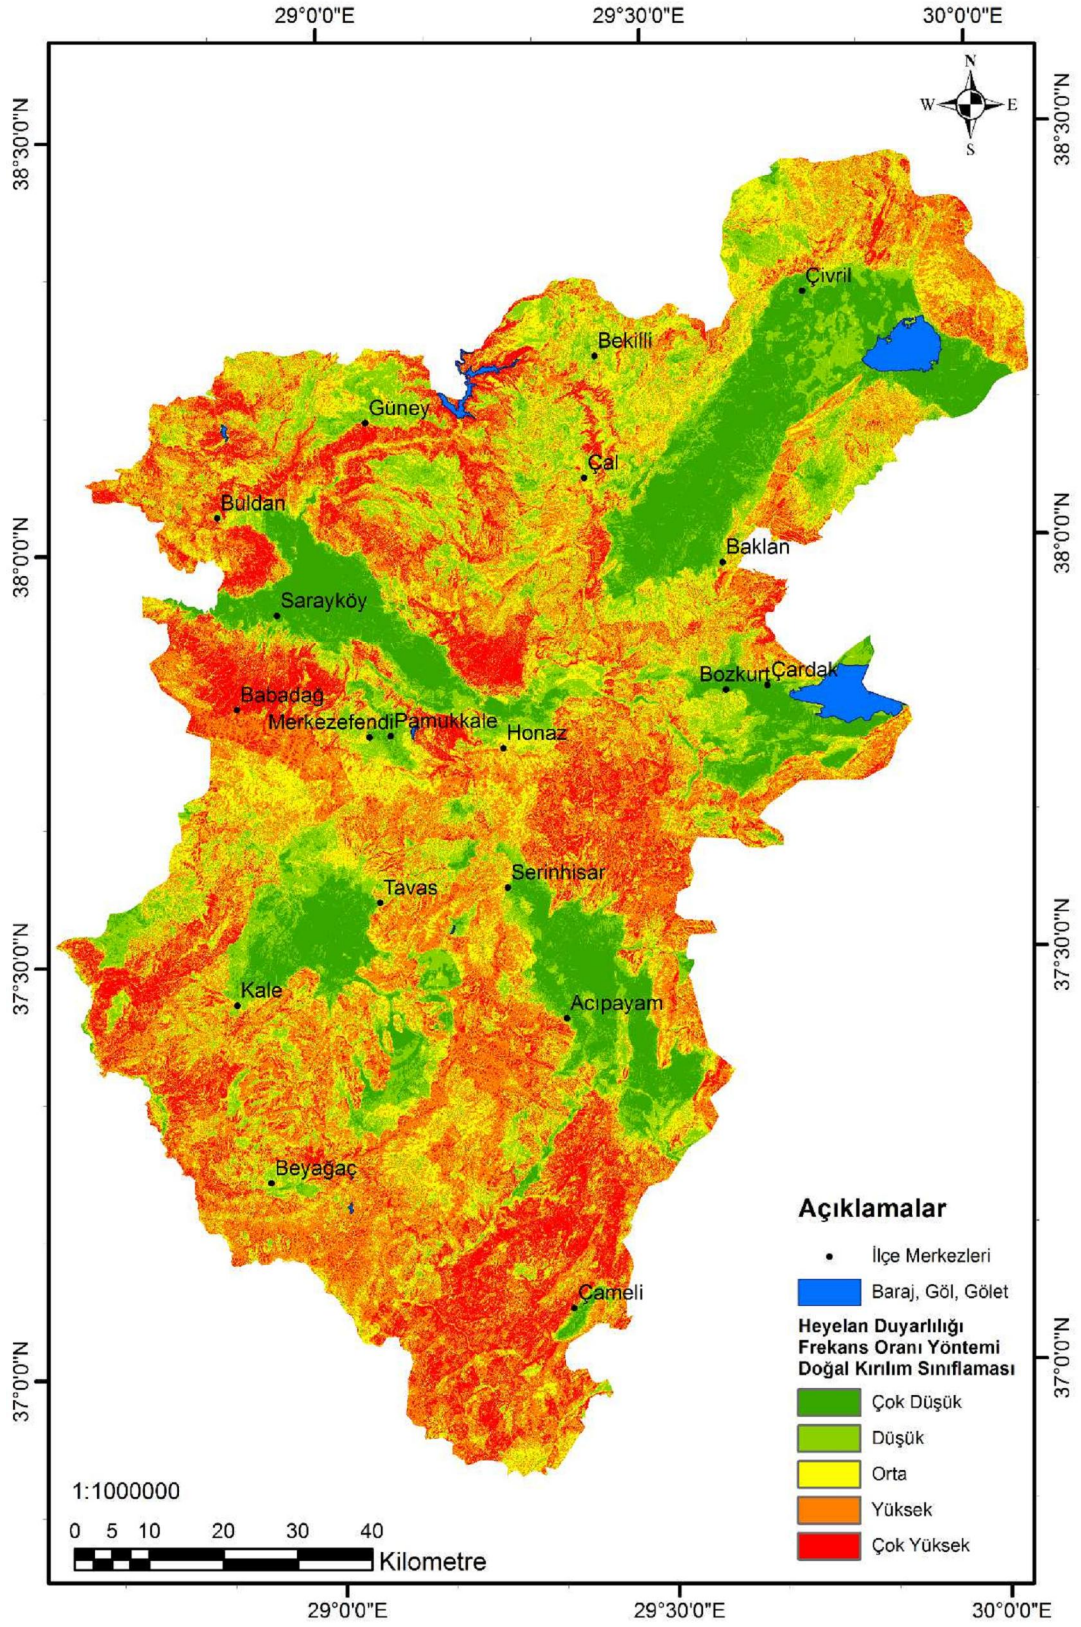 29°0'0"E
29°30'0"E
30°0'0"E
N
W
E
S
38°30'0"N
38°30'0"N
Çivril
Bekilli
Güney
Çal
Buldan
38°0'0"N
38°0'0"N
Baklan
Sarayköy
Bozkurt
Çardak
Babadağ
Merkezefendi
Pamukkale
Honaz
Serinhisar
Tavas
37°30'0"N
37°30'0"N
Kale
Acıpayam
Beyağaç
Çameli
37°0'0"N
37°0'0"N
Açıklamalar
İlçe Merkezleri
Baraj, Göl, Gölet
Heyelan Duyarlılığı
Frekans Oranı Yöntemi
Doğal Kırılım Sınıflaması
Çok Düşük
Düşük
Orta
Yüksek
Çok Yüksek
1:1000000
0 5 10 20 30 40
Kilometre
29°0'0"E
29°30'0"E
30°0'0"E